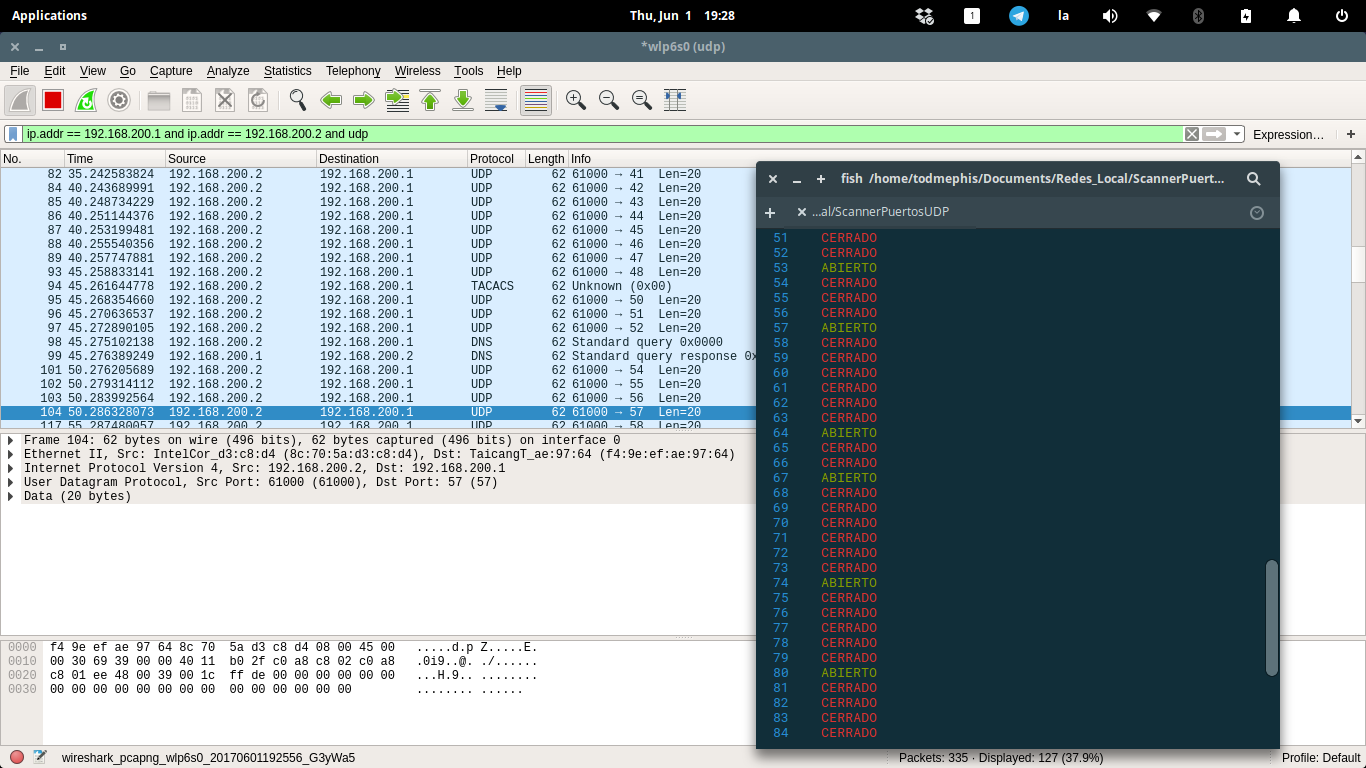 Applications Thu, Jun 1 19:28 1 la
*wlp6s0 (udp)
File Edit View Go Capture Analyze Statistics Telephony Wireless Tools Help
ip.addr == 192.168.200.1 and ip.addr == 192.168.200.2 and udp Expression… +
No. Time Source Destination Protocol Length Info
82 35.242583824 192.168.200.2 192.168.200.1 UDP 62 61000 → 41 Len=20
84 40.243689991 192.168.200.2 192.168.200.1 UDP 62 61000 → 42 Len=20
85 40.248734229 192.168.200.2 192.168.200.1 UDP 62 61000 → 43 Len=20
86 40.251144376 192.168.200.2 192.168.200.1 UDP 62 61000 → 44 Len=20
87 40.253199481 192.168.200.2 192.168.200.1 UDP 62 61000 → 45 Len=20
88 40.255540356 192.168.200.2 192.168.200.1 UDP 62 61000 → 46 Len=20
89 40.257747881 192.168.200.2 192.168.200.1 UDP 62 61000 → 47 Len=20
93 45.258833141 192.168.200.2 192.168.200.1 UDP 62 61000 → 48 Len=20
94 45.261644778 192.168.200.2 192.168.200.1 TACACS 62 Unknown (0x00)
95 45.268354660 192.168.200.2 192.168.200.1 UDP 62 61000 → 50 Len=20
96 45.270636537 192.168.200.2 192.168.200.1 UDP 62 61000 → 51 Len=20
97 45.272890105 192.168.200.2 192.168.200.1 UDP 62 61000 → 52 Len=20
98 45.275102138 192.168.200.2 192.168.200.1 DNS 62 Standard query 0x0000
99 45.276389249 192.168.200.1 192.168.200.2 DNS 62 Standard query response 0x
101 50.276205689 192.168.200.2 192.168.200.1 UDP 62 61000 → 54 Len=20
102 50.279314112 192.168.200.2 192.168.200.1 UDP 62 61000 → 55 Len=20
103 50.283992564 192.168.200.2 192.168.200.1 UDP 62 61000 → 56 Len=20
104 50.286328073 192.168.200.2 192.168.200.1 UDP 62 61000 → 57 Len=20
117 55.287480057 192.168.200.2 192.168.200.1 UDP 62 61000 → 58 Len=20
Frame 104: 62 bytes on wire (496 bits), 62 bytes captured (496 bits) on interface 0
Ethernet II, Src: IntelCor_d3:c8:d4 (8c:70:5a:d3:c8:d4), Dst: TaicangT_ae:97:64 (f4:9e:ef:ae:97:64)
Internet Protocol Version 4, Src: 192.168.200.2, Dst: 192.168.200.1
User Datagram Protocol, Src Port: 61000 (61000), Dst Port: 57 (57)
Data (20 bytes)
0000 f4 9e ef ae 97 64 8c 70 5a d3 c8 d4 08 00 45 00 .....d.p Z.....E.
0010 00 30 69 39 00 00 40 11 b0 2f c0 a8 c8 02 c0 a8 .0i9..@. ./......
0020 c8 01 ee 48 00 39 00 1c ff de 00 00 00 00 00 00 ...H.9.. ........
0030 00 00 00 00 00 00 00 00 00 00 00 00 00 00 ........ ......
fish /home/todmephis/Documents/Redes_Local/ScannerPuert...
...al/ScannerPuertosUDP
51 CERRADO
52 CERRADO
53 ABIERTO
54 CERRADO
55 CERRADO
56 CERRADO
57 ABIERTO
58 CERRADO
59 CERRADO
60 CERRADO
61 CERRADO
62 CERRADO
63 CERRADO
64 ABIERTO
65 CERRADO
66 CERRADO
67 ABIERTO
68 CERRADO
69 CERRADO
70 CERRADO
71 CERRADO
72 CERRADO
73 CERRADO
74 ABIERTO
75 CERRADO
76 CERRADO
77 CERRADO
78 CERRADO
79 CERRADO
80 ABIERTO
81 CERRADO
82 CERRADO
83 CERRADO
84 CERRADO
wireshark_pcapng_wlp6s0_20170601192556_G3yWa5 Packets: 335 · Displayed: 127 (37.9%) Profile: Default